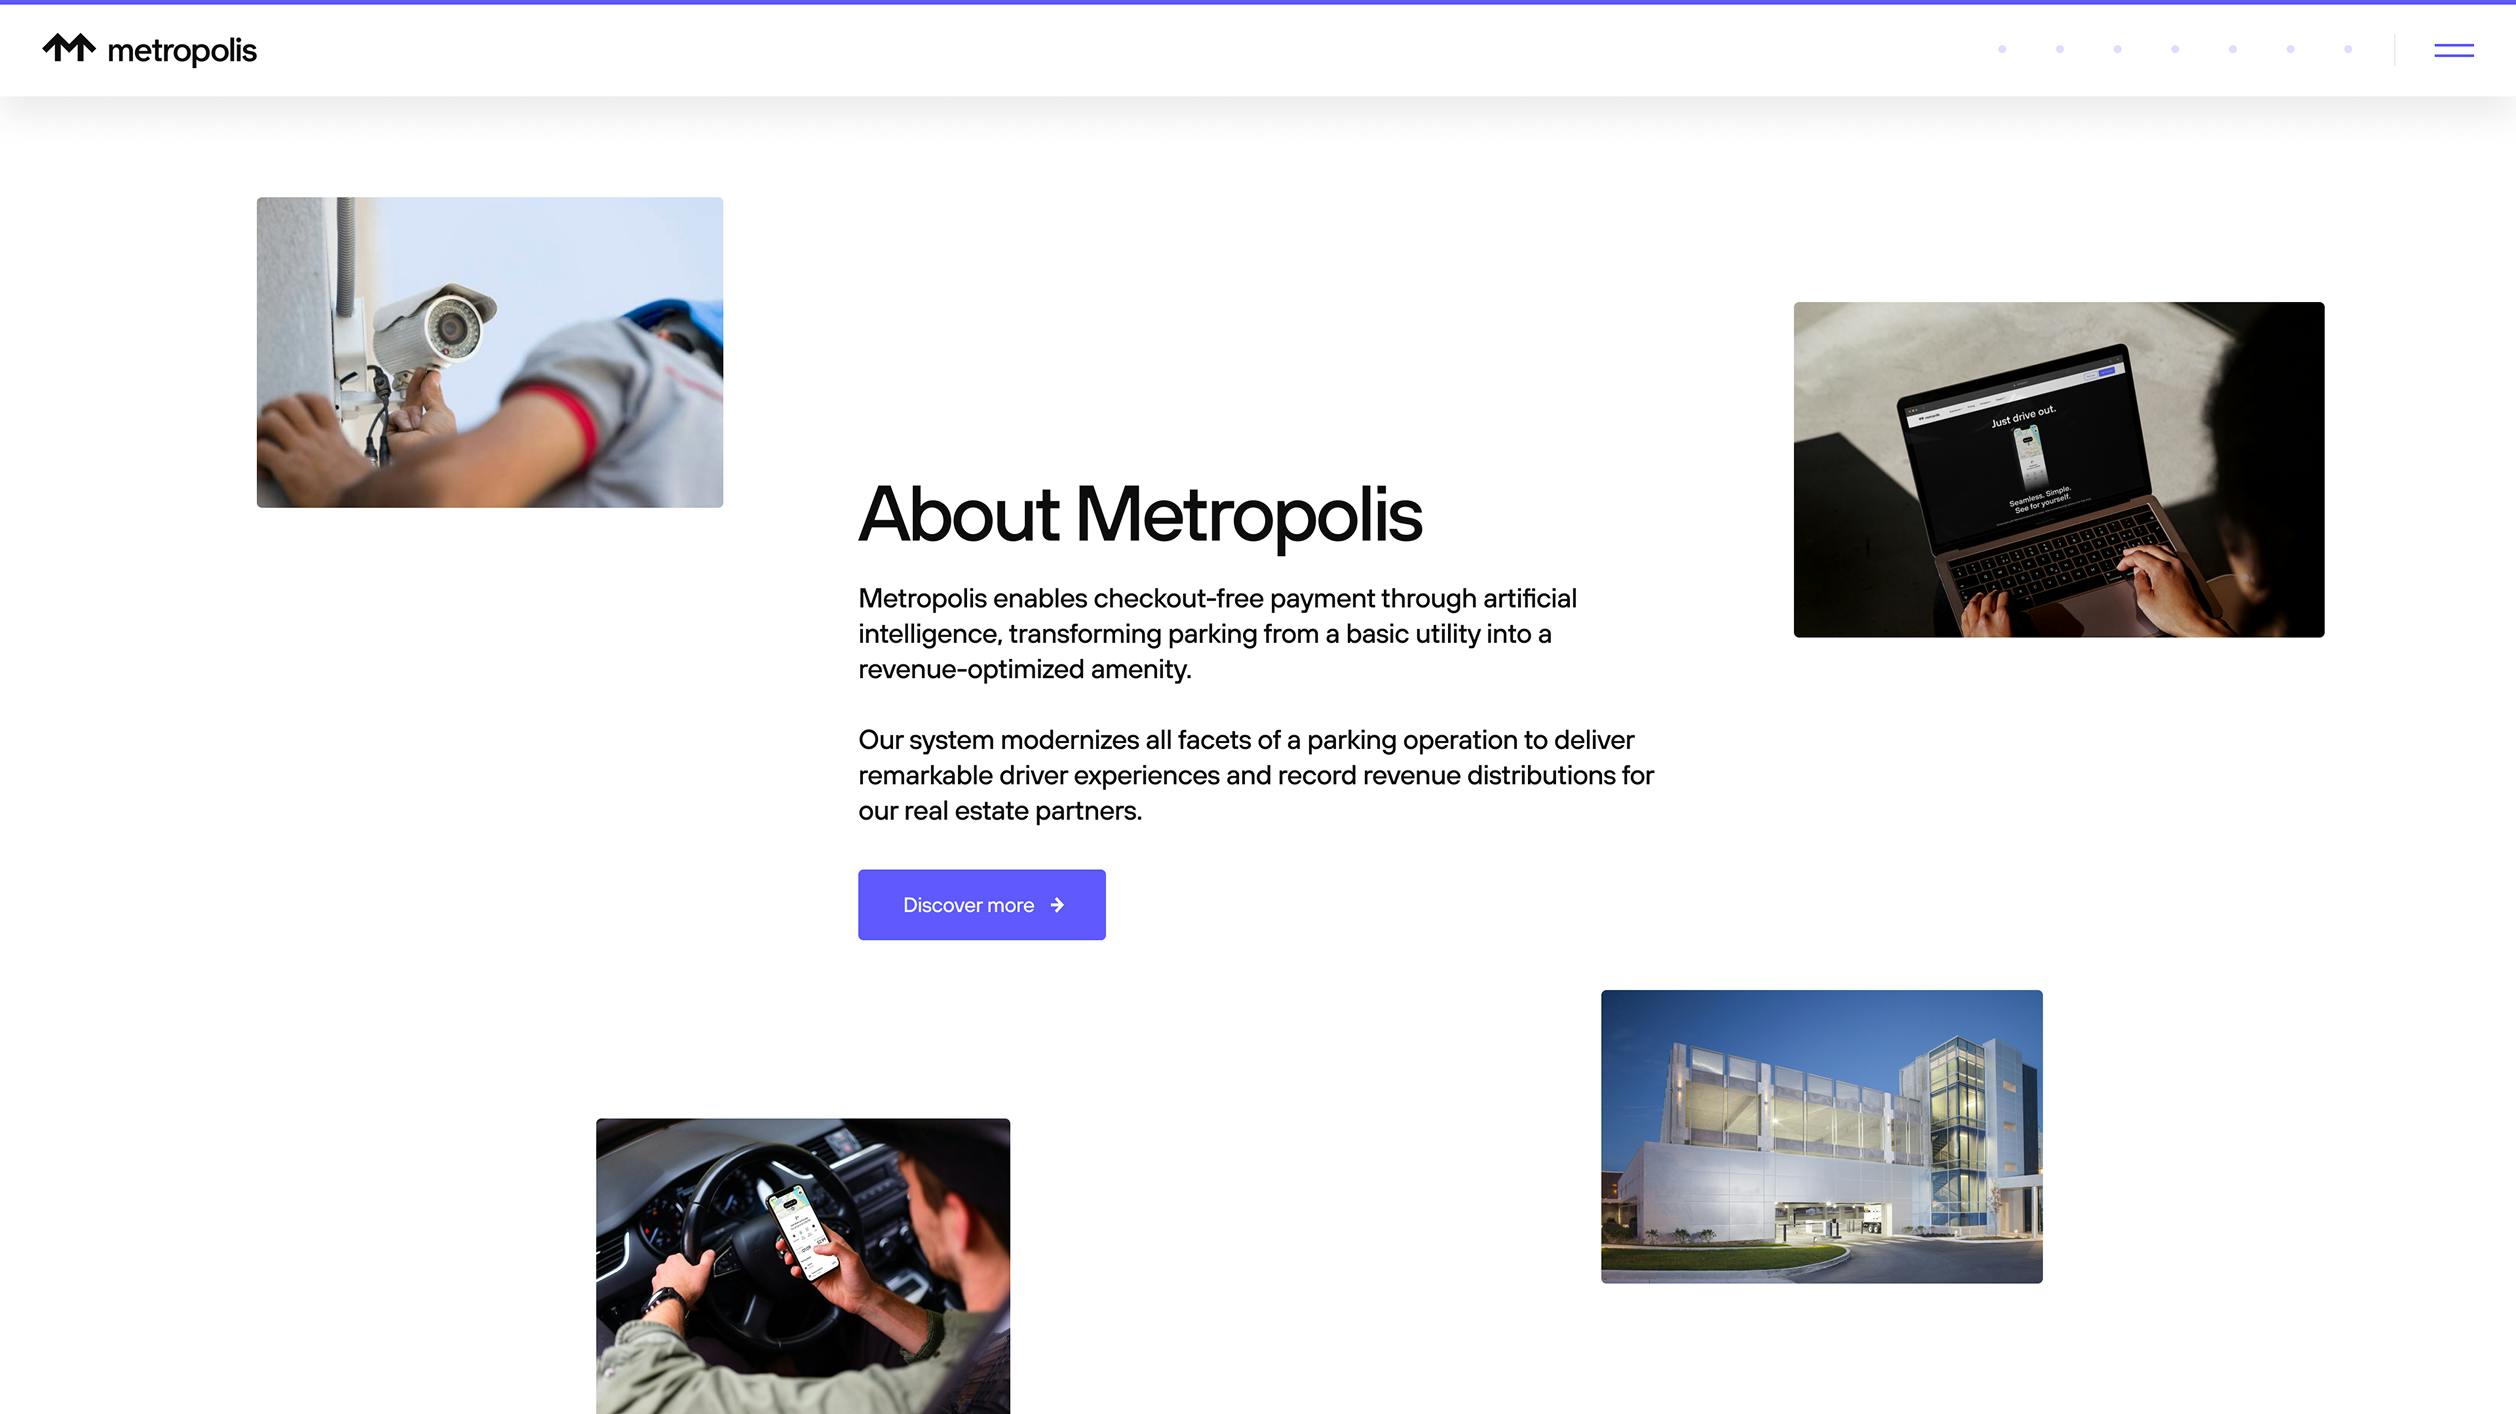 metropolis
Just drive out.
Seamless. Simple.
See for yourself.
About Metropolis
Metropolis enables checkout-free payment through artificial
intelligence, transforming parking from a basic utility into a
revenue-optimized amenity.
Our system modernizes all facets of a parking operation to deliver
remarkable driver experiences and record revenue distributions for
our real estate partners.
Discover more